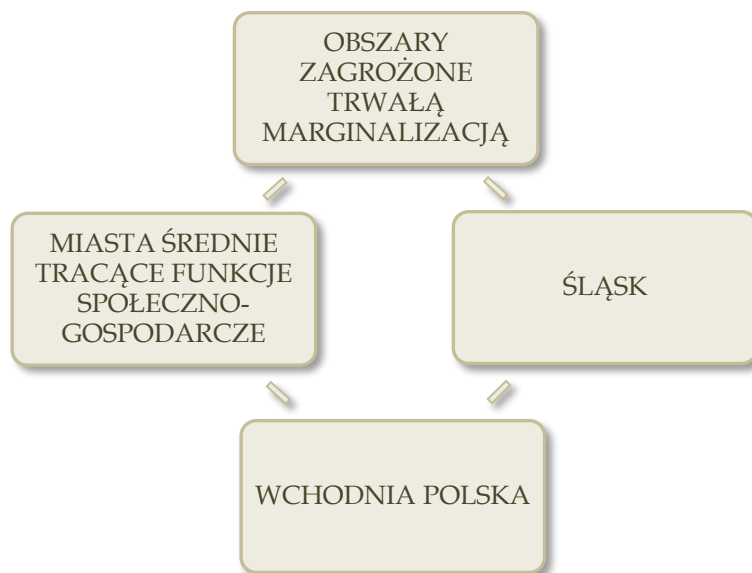 OBSZARY
ZAGROŻONE
TRWAŁĄ
MARGINALIZACJĄ
MIASTA ŚREDNIE
TRACĄCE FUNKCJE
SPOŁECZNO-
GOSPODARCZE
ŚLĄSK
WCHODNIA POLSKA